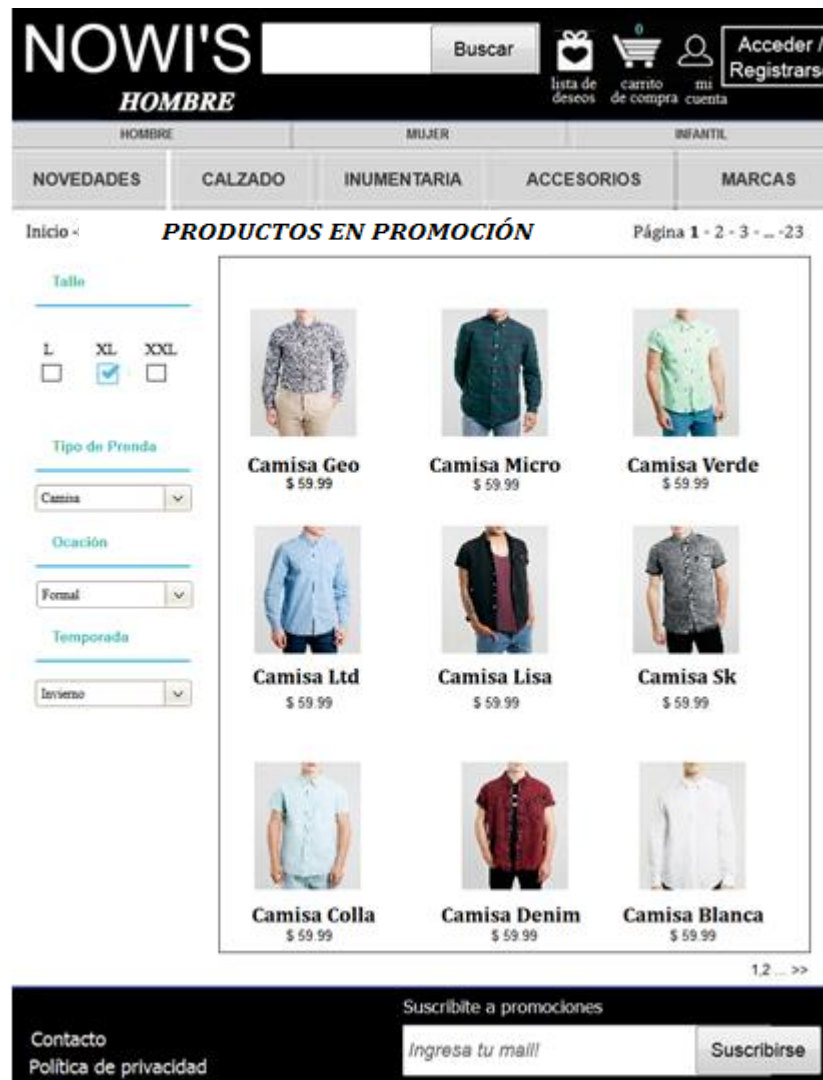 NOWI'S
HOMBRE
Buscar
lista de deseos
0
carrito de compra
mi cuenta
Acceder /
Registrarse
HOMBRE MUJER INFANTIL
NOVEDADES CALZADO INUMENTARIA ACCESORIOS MARCAS
Inicio - PRODUCTOS EN PROMOCIÓN Página 1 - 2 - 3 - ... -23
Talle
L XL XXL
Tipo de Prenda
Camisa
Ocación
Formal
Temporada
Invierno
Camisa Geo Camisa Micro Camisa Verde
$ 59.99 $ 59.99 $ 59.99
Camisa Ltd Camisa Lisa Camisa Sk
$ 59.99 $ 59.99 $ 59.99
Camisa Colla Camisa Denim Camisa Blanca
$ 59.99 $ 59.99 $ 59.99
1,2 ... >>
Suscribite a promociones
Contacto
Política de privacidad
Ingresa tu mail! Suscribirse